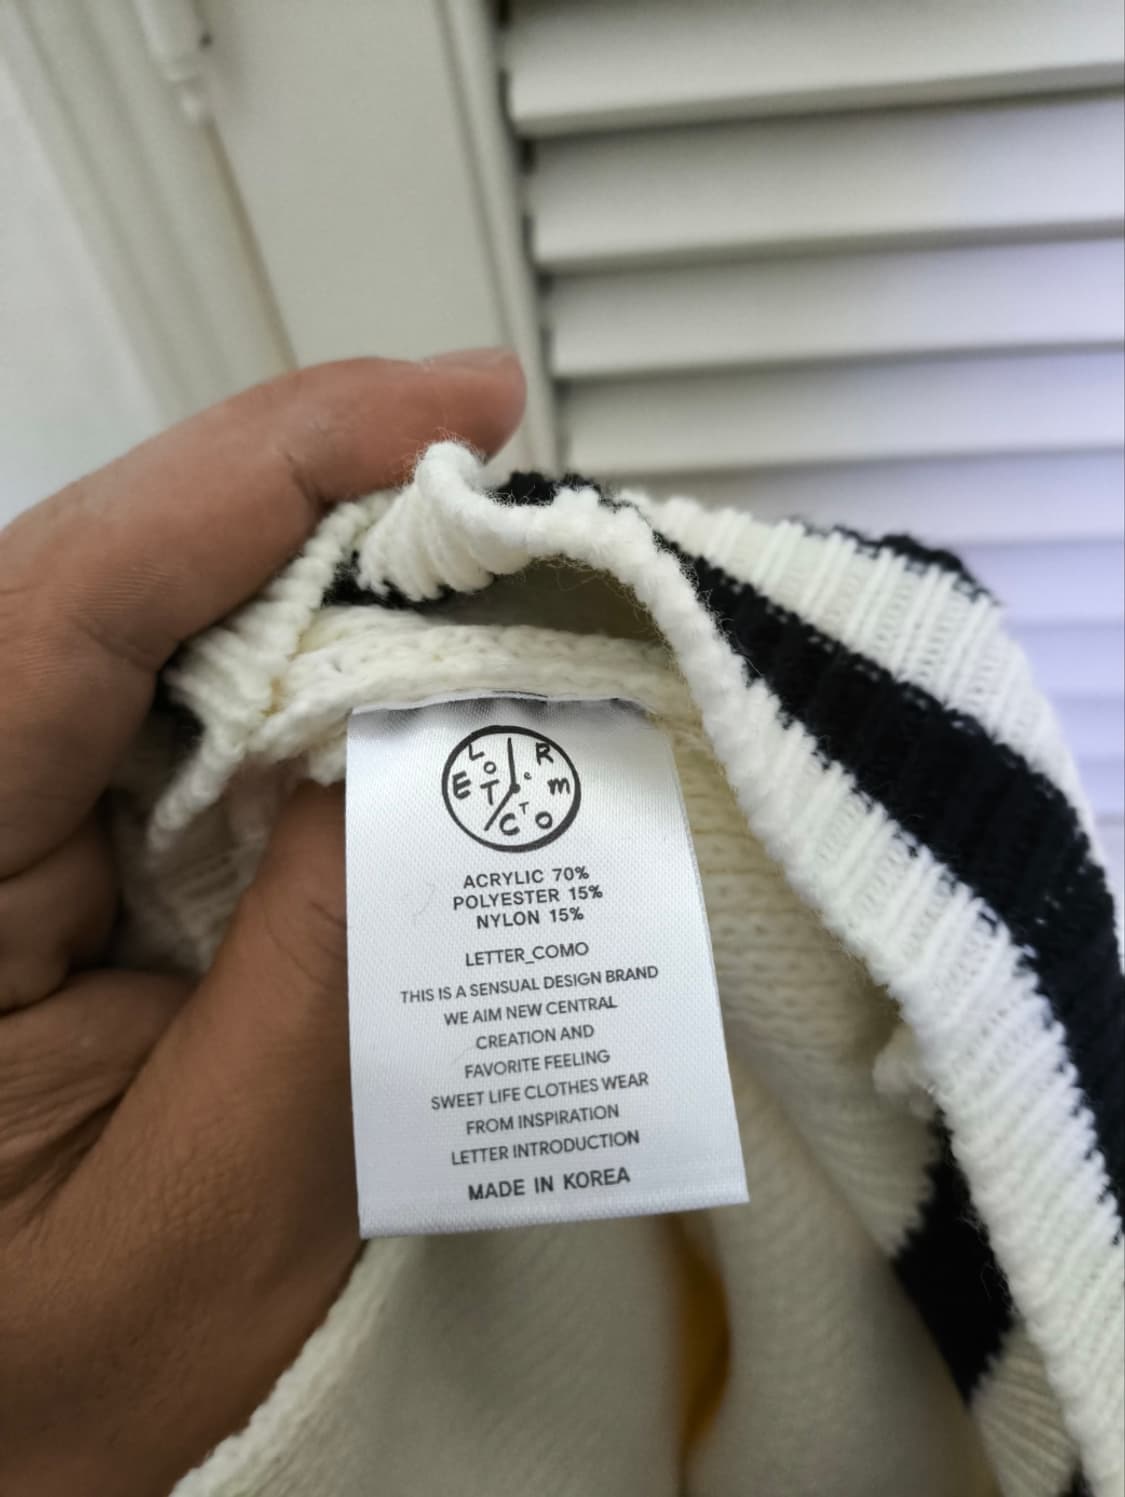 L R
E O T e m
T
C O
ACRYLIC 70%
POLYESTER 15%
NYLON 15%
LETTER_COMO
THIS IS A SENSUAL DESIGN BRAND
WE AIM NEW CENTRAL
CREATION AND
FAVORITE FEELING
SWEET LIFE CLOTHES WEAR
FROM INSPIRATION
LETTER INTRODUCTION
MADE IN KOREA